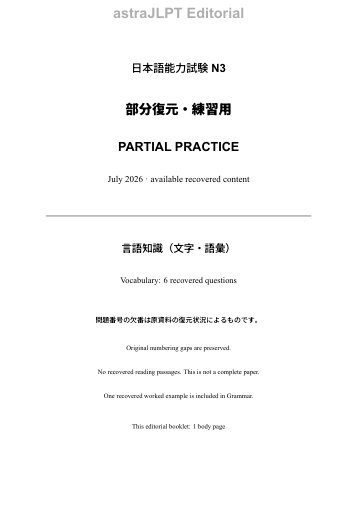 astraJLPT Editorial
日本語能力試験 N3
部分復元・練習用
PARTIAL PRACTICE
July 2026 · available recovered content
言語知識（文字・語彙）
Vocabulary: 6 recovered questions
問題番号の欠番は原資料の復元状況によるものです。
Original numbering gaps are preserved.
No recovered reading passages. This is not a complete paper.
One recovered worked example is included in Grammar.
This editorial booklet: 1 body page